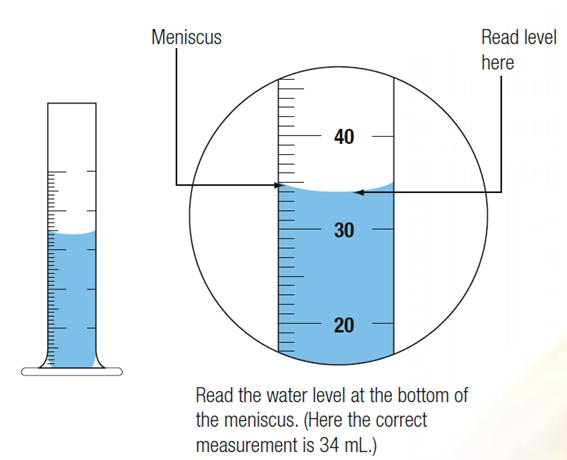 Meniscus
Read level
here
40
30
20
Read the water level at the bottom of
the meniscus. (Here the correct
measurement is 34 mL.)